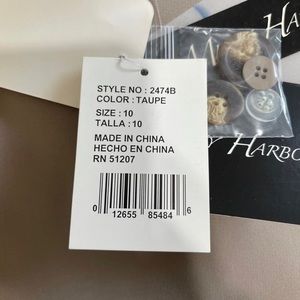 STYLE NO : 2474B
COLOR : TAUPE
SIZE : 10
TALLA : 10
MADE IN CHINA
HECHO EN CHINA
RN 51207
0 12655 85484 6
HARBO